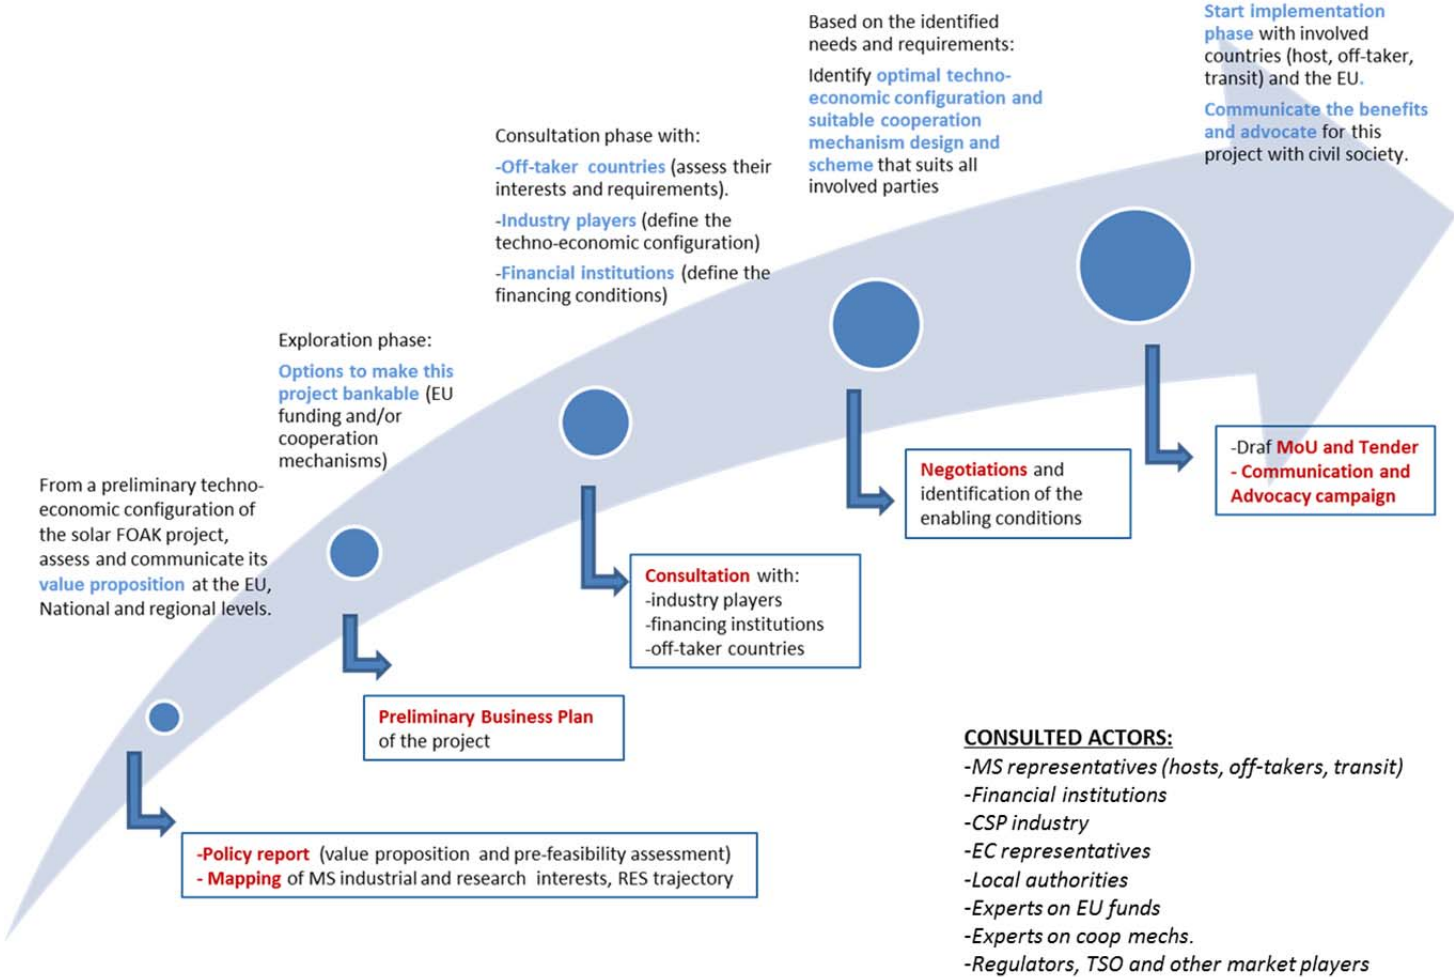 From a preliminary techno-
economic configuration of
the solar FOAK project,
assess and communicate its
value proposition at the EU,
National and regional levels.
-Policy report (value proposition and pre-feasibility assessment)
- Mapping of MS industrial and research interests, RES trajectory
Exploration phase:
Options to make this
project bankable (EU
funding and/or
cooperation
mechanisms)
Preliminary Business Plan
of the project
Consultation phase with:
-Off-taker countries (assess their
interests and requirements).
-Industry players (define the
techno-economic configuration)
-Financial institutions (define the
financing conditions)
Consultation with:
-industry players
-financing institutions
-off-taker countries
Based on the identified
needs and requirements:
Identify optimal techno-
economic configuration and
suitable cooperation
mechanism design and
scheme that suits all
involved parties
Negotiations and
identification of the
enabling conditions
Start implementation
phase with involved
countries (host, off-taker,
transit) and the EU.
Communicate the benefits
and advocate for this
project with civil society.
-Draf MoU and Tender
- Communication and
Advocacy campaign
CONSULTED ACTORS:
-MS representatives (hosts, off-takers, transit)
-Financial institutions
-CSP industry
-EC representatives
-Local authorities
-Experts on EU funds
-Experts on coop mechs.
-Regulators, TSO and other market players